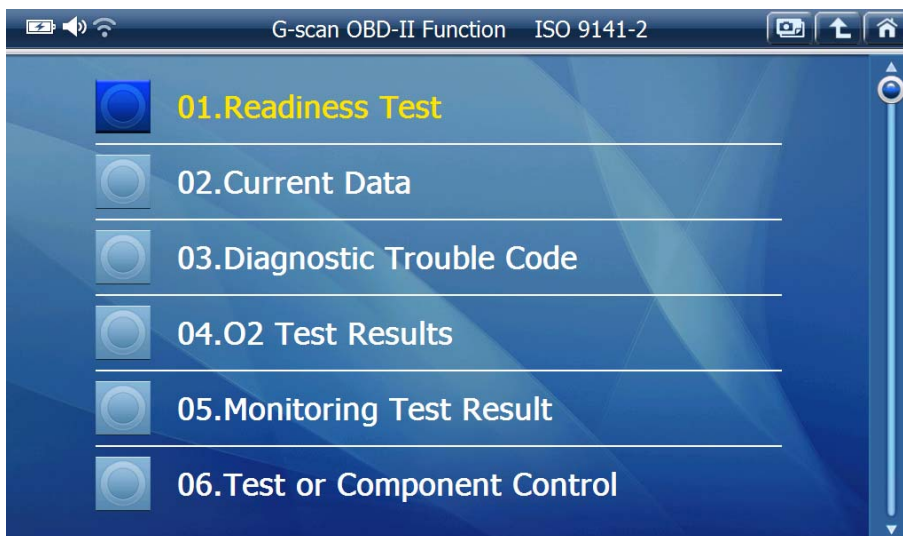 G-scan OBD-II Function ISO 9141-2
01.Readiness Test
02.Current Data
03.Diagnostic Trouble Code
04.O2 Test Results
05.Monitoring Test Result
06.Test or Component Control